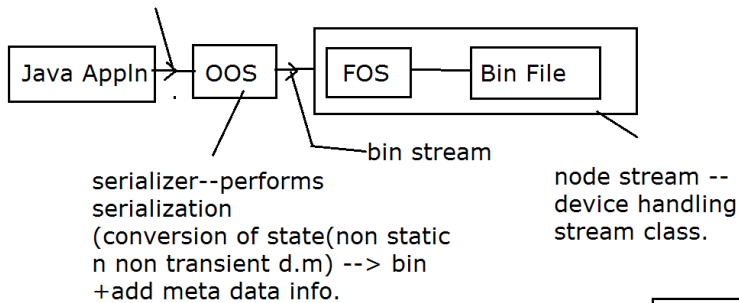 Java Appln
OOS
FOS
Bin File
bin stream
serializer--performs
serialization
(conversion of state(non static
n non transient d.m) --> bin
+add meta data info.
node stream --
device handling
stream class.